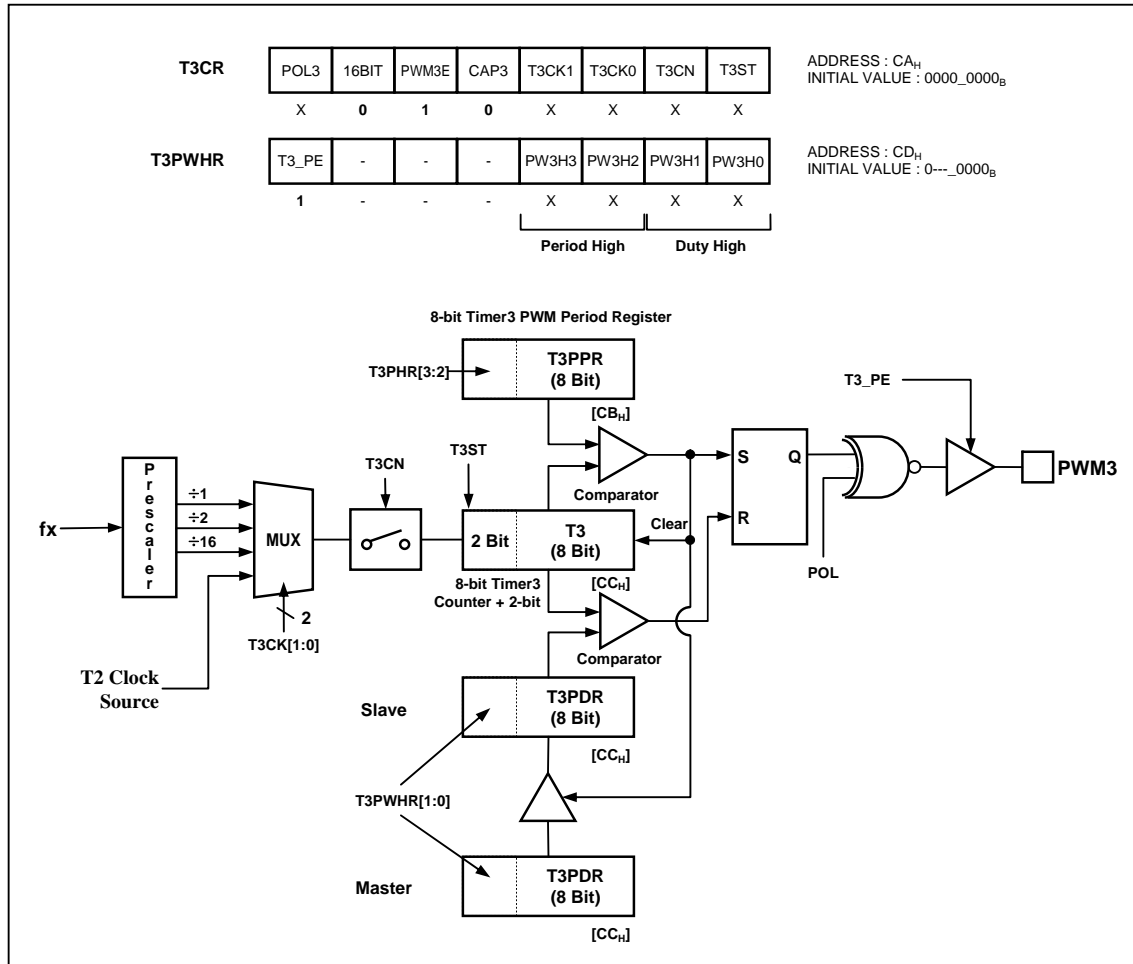 T3CR
POL3 16BIT PWM3E CAP3 T3CK1 T3CK0 T3CN T3ST
ADDRESS : CAH
INITIAL VALUE : 0000_0000B
X 0 1 0 X X X X
T3PWHR
T3_PE - - - PW3H3 PW3H2 PW3H1 PW3H0
ADDRESS : CDH
INITIAL VALUE : 0---_0000B
1 - - - X X X X
Period High Duty High
8-bit Timer3 PWM Period Register
T3PHR[3:2]
T3PPR
(8 Bit)
[CBH]
T3_PE
Prescaler
fx
÷1
÷2
÷16
MUX
2
T3CK[1:0]
T2 Clock
Source
T3CN
T3ST
2 Bit
T3
(8 Bit)
[CCH]
8-bit Timer3
Counter + 2-bit
Comparator
Clear
Comparator
S Q
R
POL
PWM3
Slave
T3PDR
(8 Bit)
[CCH]
T3PWHR[1:0]
Master
T3PDR
(8 Bit)
[CCH]